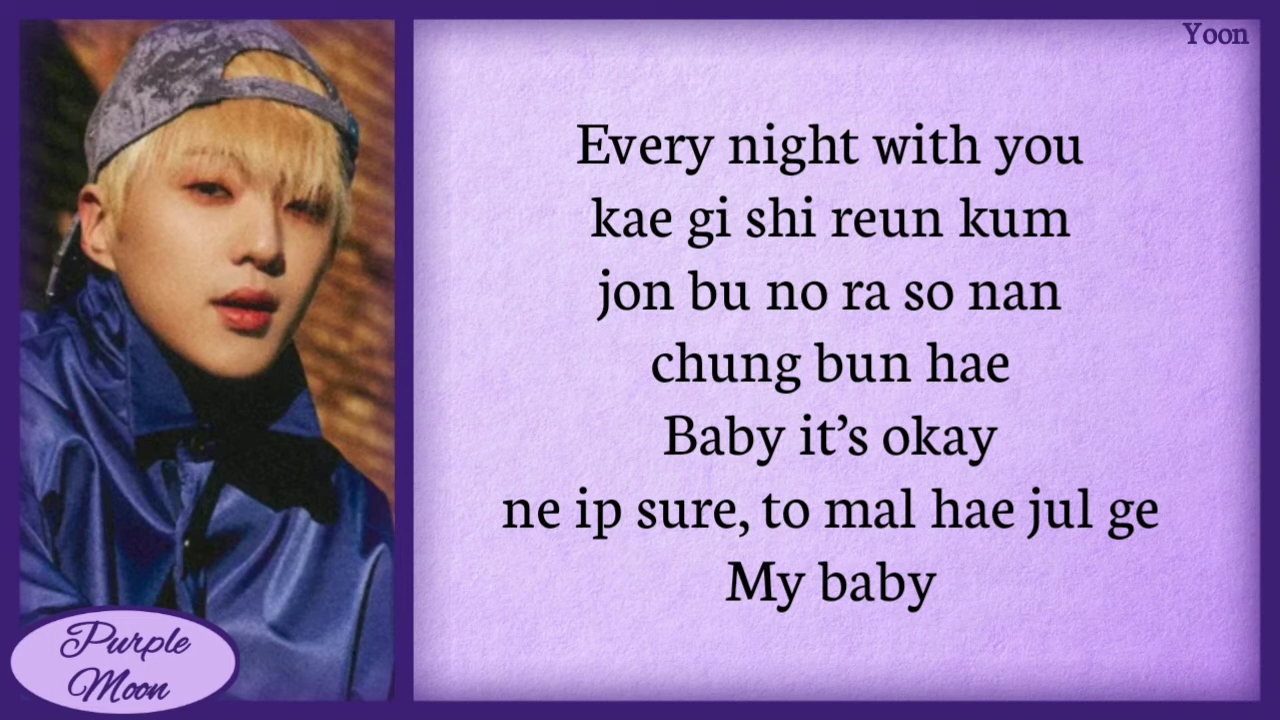 Yoon
Every night with you
kae gi shi reun kum
jon bu no ra so nan
chung bun hae
Baby it’s okay
ne ip sure, to mal hae jul ge
My baby
Purple
Moon